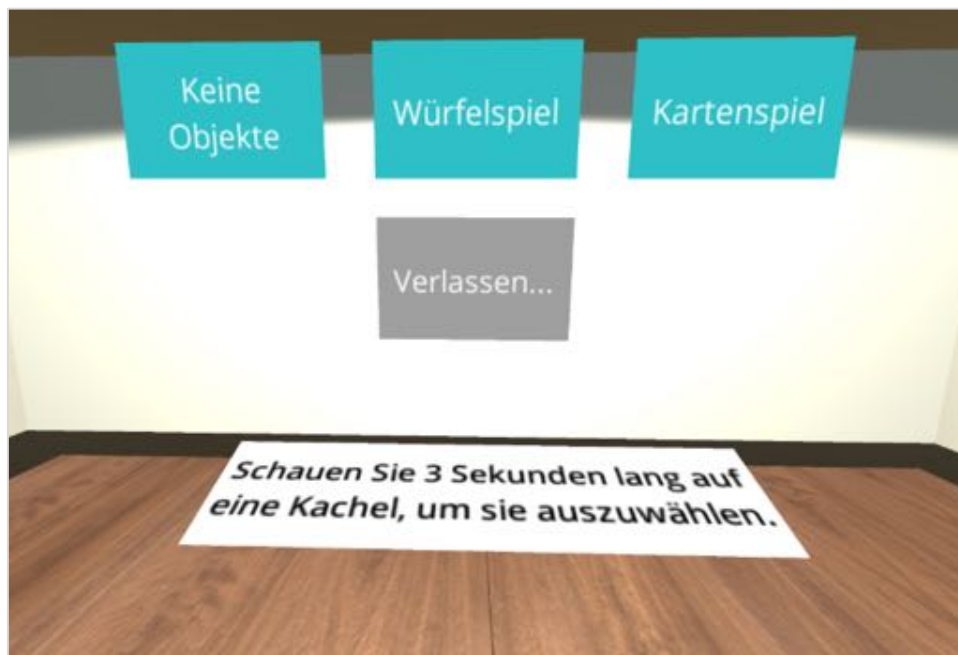 Keine
Objekte
Würfelspiel
Kartenspiel
Verlassen...
Schauen Sie 3 Sekunden lang auf
eine Kachel, um sie auszuwählen.